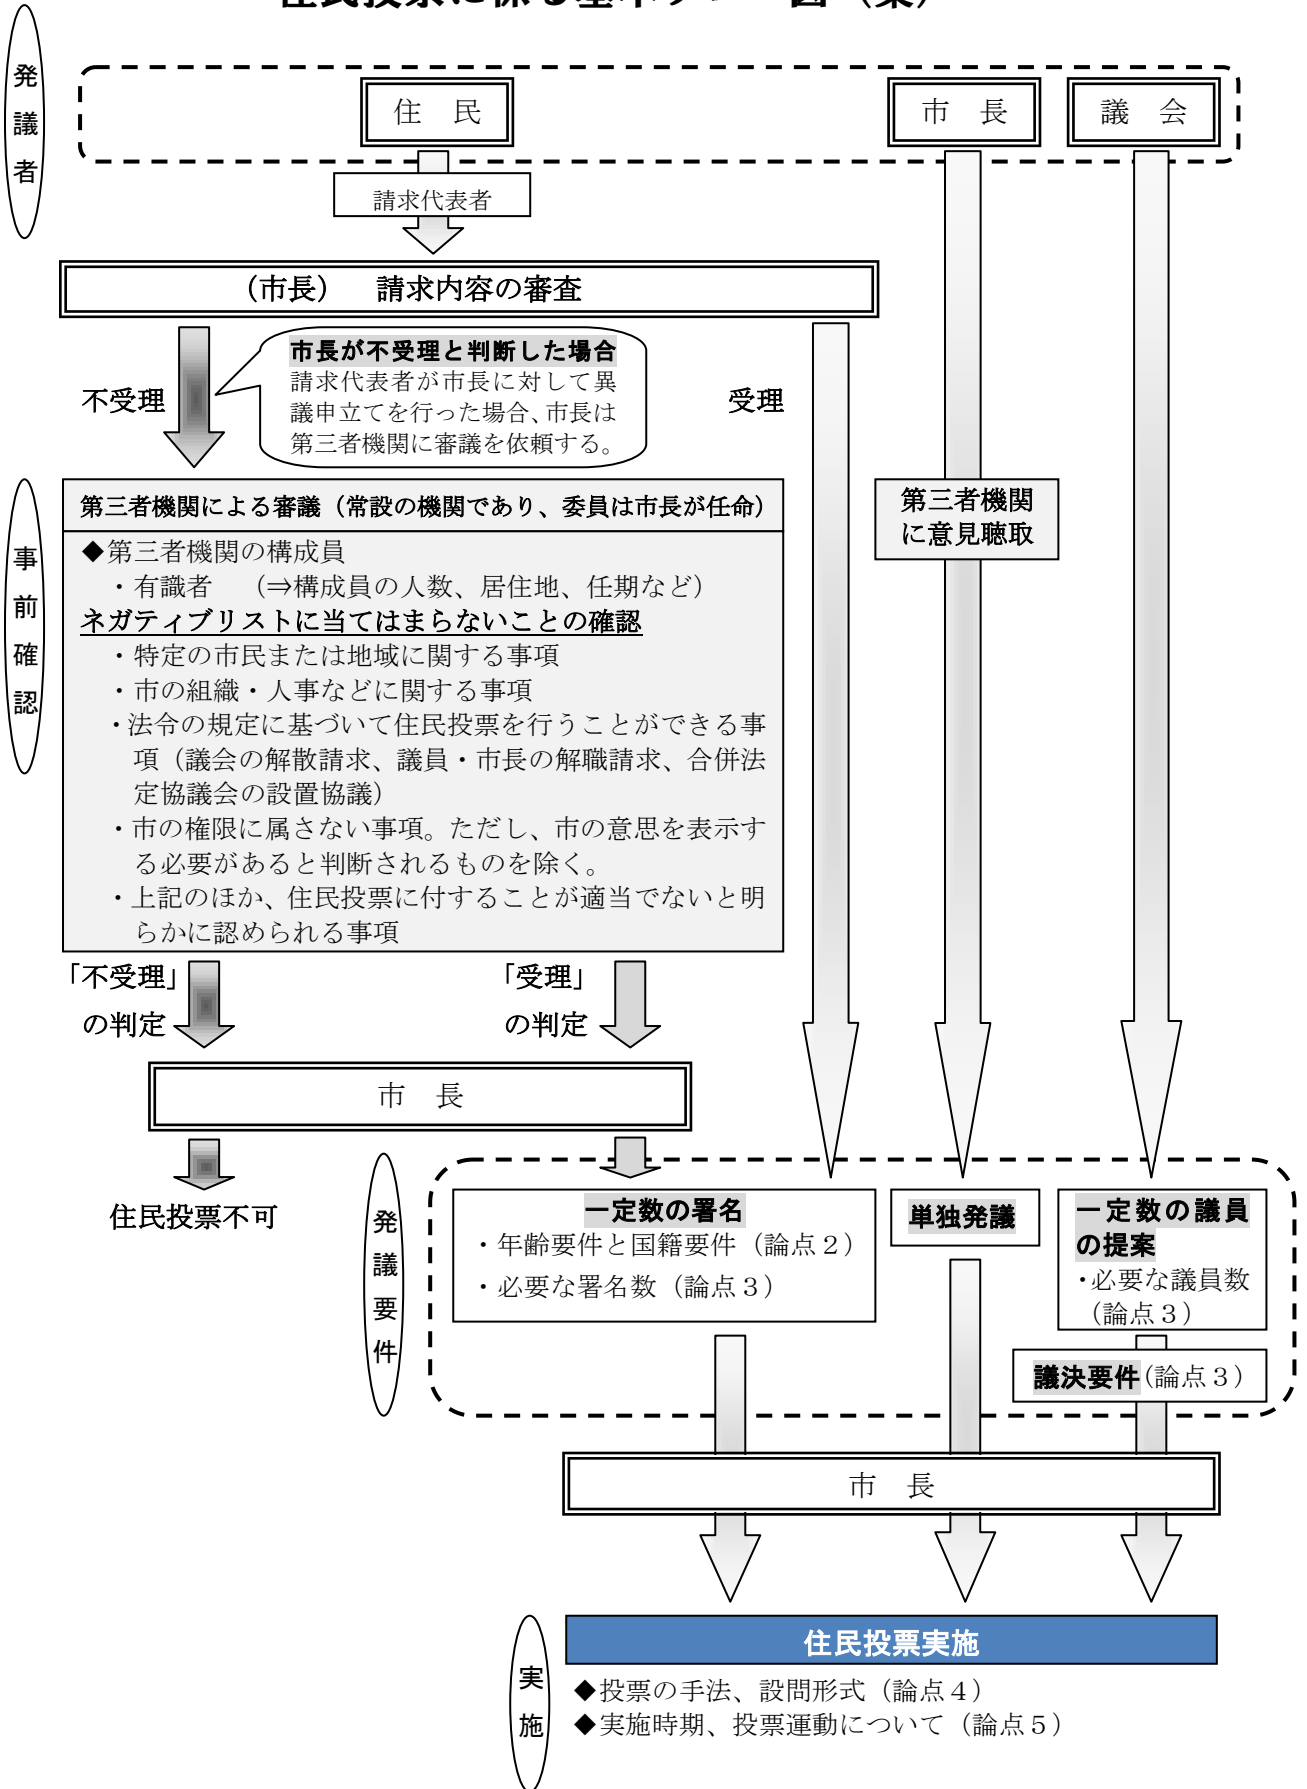 住民投票に係る基本フロー図（案）
発議者
住　民
市　長
議　会
請求代表者
（市長）　請求内容の審査
市長が不受理と判断した場合
請求代表者が市長に対して異
議申立てを行った場合、市長は
第三者機関に審議を依頼する。
不受理
受理
事前確認
第三者機関による審議（常設の機関であり、委員は市長が任命）
◆第三者機関の構成員
・有識者　（⇒構成員の人数、居住地、任期など）
ネガティブリストに当てはまらないことの確認
・特定の市民または地域に関する事項
・市の組織・人事などに関する事項
・法令の規定に基づいて住民投票を行うことができる事
項（議会の解散請求、議員・市長の解職請求、合併法
定協議会の設置協議）
・市の権限に属さない事項。ただし、市の意思を表示す
る必要があると判断されるものを除く。
・上記のほか、住民投票に付することが適当でないと明
らかに認められる事項
第三者機関
に意見聴取
「不受理」
の判定
「受理」
の判定
市　長
住民投票不可
発議要件
一定数の署名
・年齢要件と国籍要件（論点２）
・必要な署名数（論点３）
単独発議
一定数の議員
の提案
・必要な議員数
（論点３）
議決要件（論点３）
市　長
実施
住民投票実施
◆投票の手法、設問形式（論点４）
◆実施時期、投票運動について（論点５）